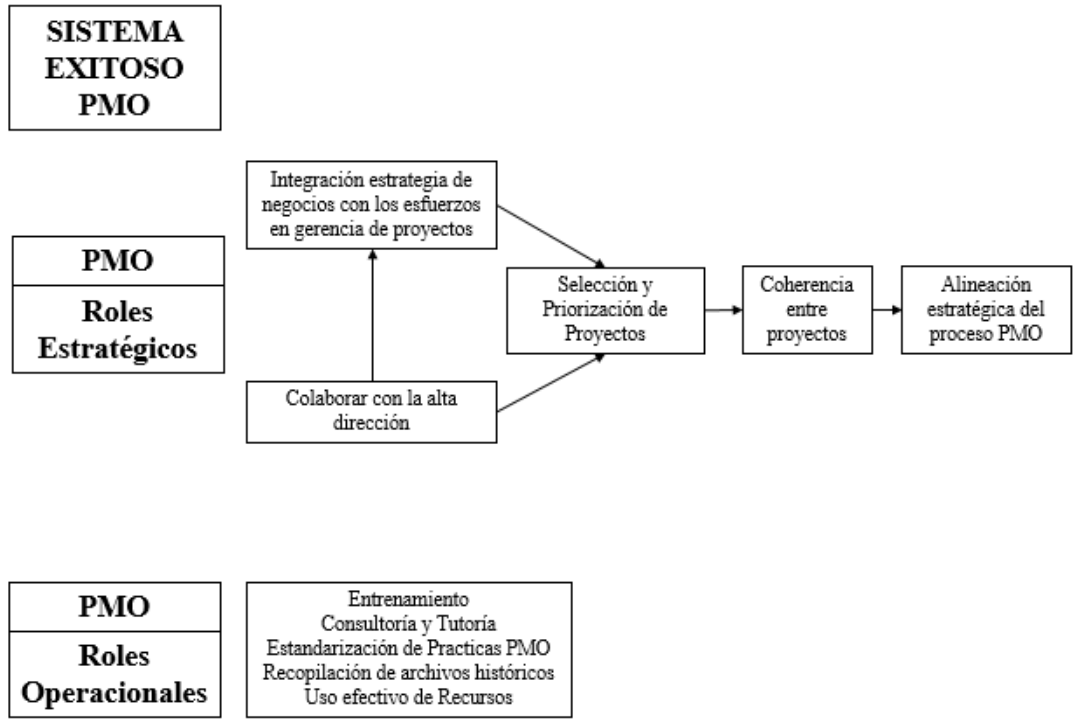 SISTEMA
EXITOSO
PMO
Integración estrategia de
negocios con los esfuerzos
en gerencia de proyectos
PMO
Roles
Estratégicos
Selección y
Priorización de
Proyectos
Coherencia
entre
proyectos
Alineación
estratégica del
proceso PMO
Colaborar con la alta
dirección
PMO
Roles
Operacionales
Entrenamiento
Consultoría y Tutoría
Estandarización de Practicas PMO
Recopilación de archivos históricos
Uso efectivo de Recursos